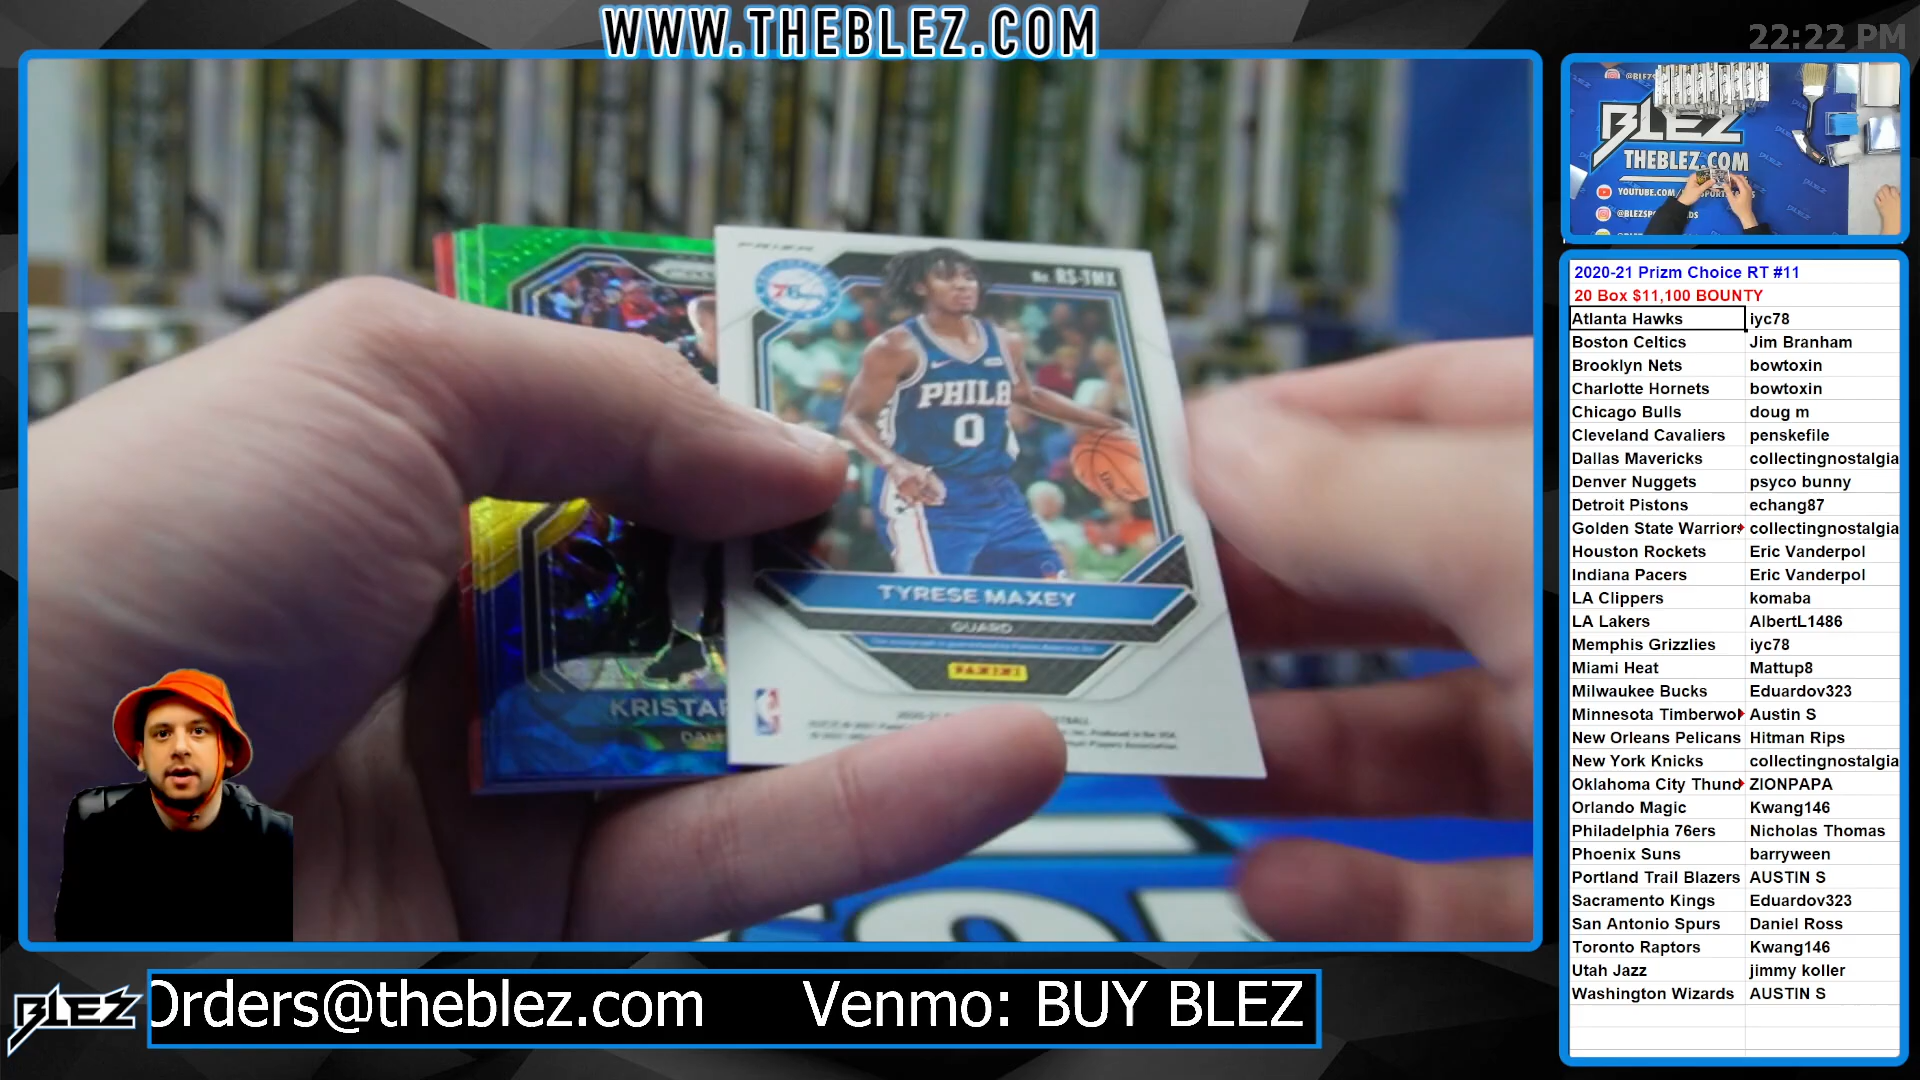 WWW.THEBLEZ.COM
22:22 PM
BLEZ
THEBLEZ.COM
PRIZM
No. RS-TMX
76ers
PHILA
0
TYRESE MAXEY
GUARD
PANINI
KRISTAP
DAL
2020-21 Prizm Choice RT #11
20 Box $11,100 BOUNTY
Atlanta Hawks iyc78
Boston Celtics Jim Branham
Brooklyn Nets bowtoxin
Charlotte Hornets bowtoxin
Chicago Bulls doug m
Cleveland Cavaliers penskefile
Dallas Mavericks collectingnostalgia
Denver Nuggets psyco bunny
Detroit Pistons echang87
Golden State Warriors collectingnostalgia
Houston Rockets Eric Vanderpol
Indiana Pacers Eric Vanderpol
LA Clippers komaba
LA Lakers AlbertL1486
Memphis Grizzlies iyc78
Miami Heat Mattup8
Milwaukee Bucks Eduardov323
Minnesota Timberwol Austin S
New Orleans Pelicans Hitman Rips
New York Knicks collectingnostalgia
Oklahoma City Thund ZIONPAPA
Orlando Magic Kwang146
Philadelphia 76ers Nicholas Thomas
Phoenix Suns barryween
Portland Trail Blazers AUSTIN S
Sacramento Kings Eduardov323
San Antonio Spurs Daniel Ross
Toronto Raptors Kwang146
Utah Jazz jimmy koller
Washington Wizards AUSTIN S
BLEZ
Orders@theblez.com Venmo: BUY BLEZ